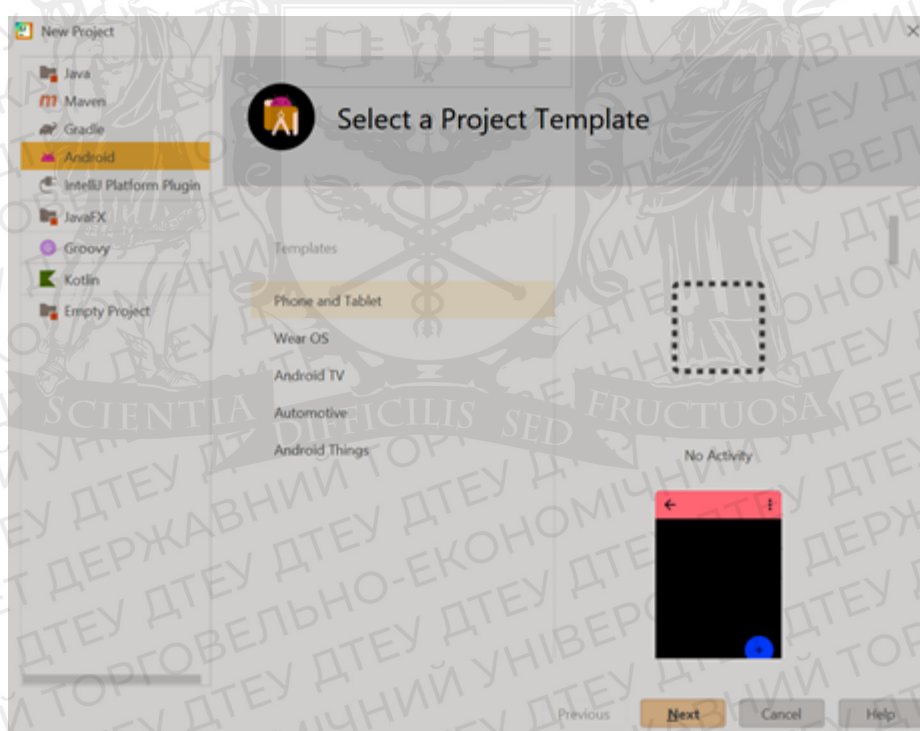 New Project
Java
Maven
Gradle
Android
IntelliJ Platform Plugin
JavaFX
Groovy
Kotlin
Empty Project
Select a Project Template
Templates
Phone and Tablet
Wear OS
Android TV
Automotive
Android Things
No Activity
Previous
Next
Cancel
Help
SCIENTIA DIFFICILIS SED FRUCTUOSA